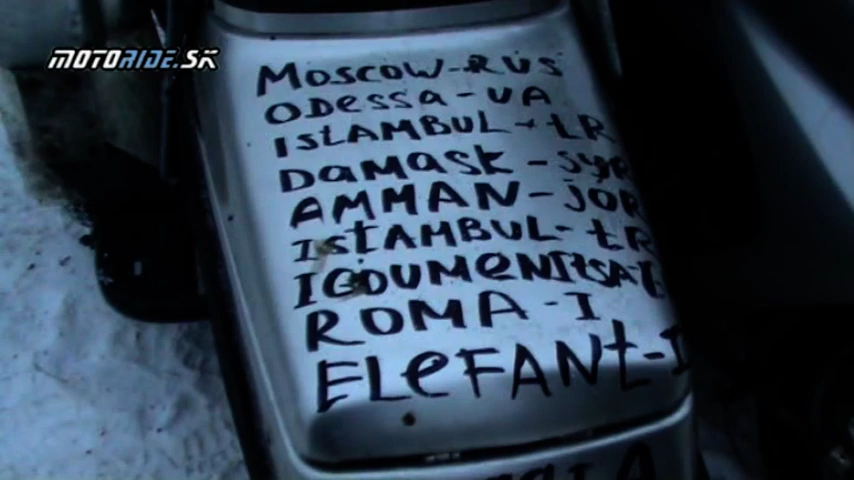 MOTORIDE.SK
MOSCOW-RUS
ODessa-UA
IStAMBUL-tR
DaMaSK-syR
AMMAN-joR
IStAMBUL-tR
IGOUMeNItSA
ROMA-I
ELeFANt-